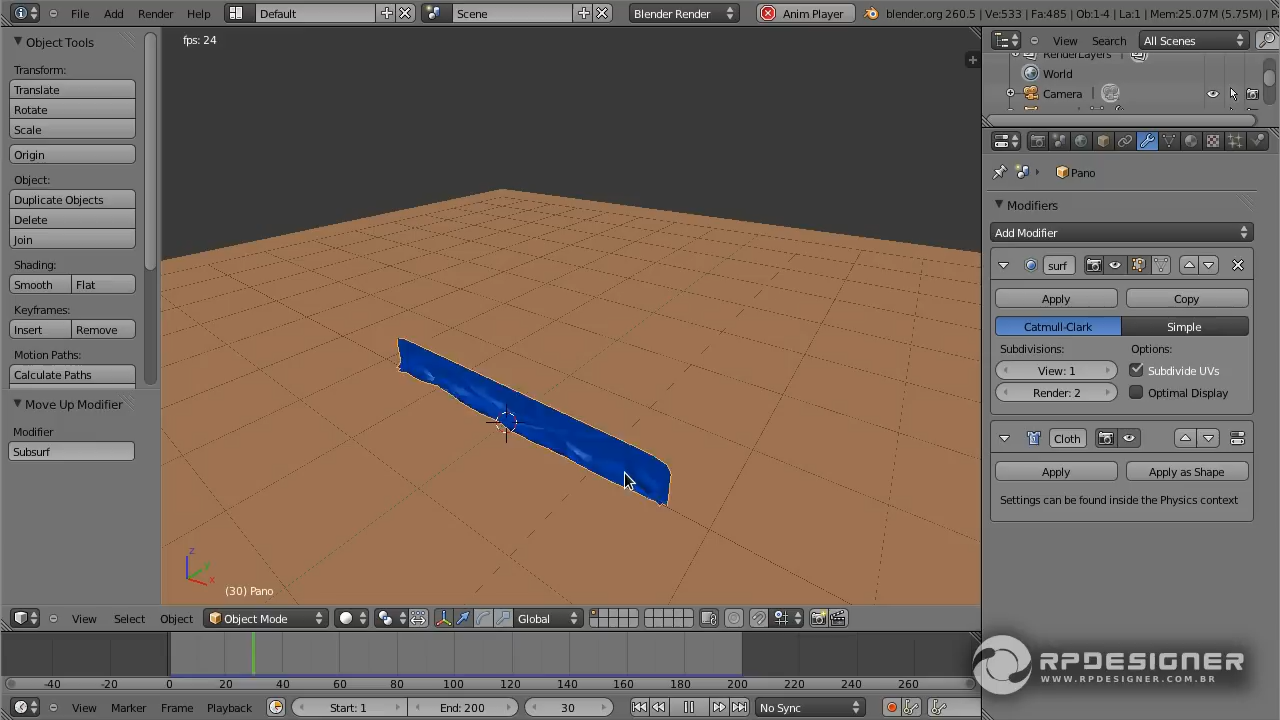 File Add Render Help
Default
Scene
Blender Render
Anim Player
blender.org 260.5 | Ve:533 | Fa:485 | Ob:1-4 | La:1 | Mem:25.07M (5.75M) |
Object Tools
Transform:
Translate
Rotate
Scale
Origin
Object:
Duplicate Objects
Delete
Join
Shading:
Smooth Flat
Keyframes:
Insert Remove
Motion Paths:
Calculate Paths
Move Up Modifier
Modifier
Subsurf
fps: 24
z
y
x
(30) Pano
View Search All Scenes
RenderLayers
World
Camera
Pano
Modifiers
Add Modifier
surf
Apply Copy
Catmull-Clark Simple
Subdivisions: Options:
View: 1 Subdivide UVs
Render: 2 Optimal Display
Cloth
Apply Apply as Shape
Settings can be found inside the Physics context
View Select Object Object Mode Global
-40 -20 0 20 40 60 80 100 120 140 160 180 200 220 240 260
View Marker Frame Playback Start: 1 End: 200 30 No Sync
RPDESIGNER
WWW.RPDESIGNER.COM.BR